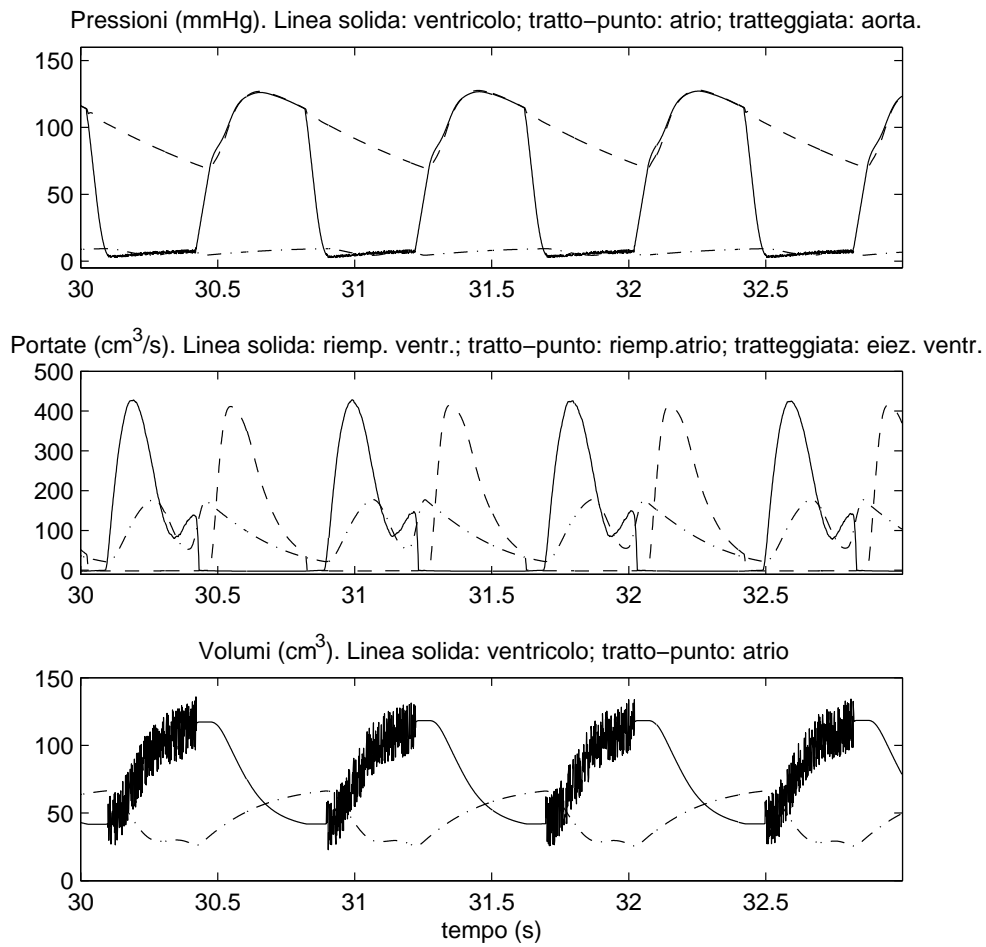 Pressioni (mmHg). Linea solida: ventricolo; tratto−punto: atrio; tratteggiata: aorta.
150
100
50
0
30 30.5 31 31.5 32 32.5
Portate (cm³/s). Linea solida: riemp. ventr.; tratto−punto: riemp.atrio; tratteggiata: eiez. ventr.
500
400
300
200
100
0
30 30.5 31 31.5 32 32.5
Volumi (cm³). Linea solida: ventricolo; tratto−punto: atrio
150
100
50
0
30 30.5 31 31.5 32 32.5
tempo (s)